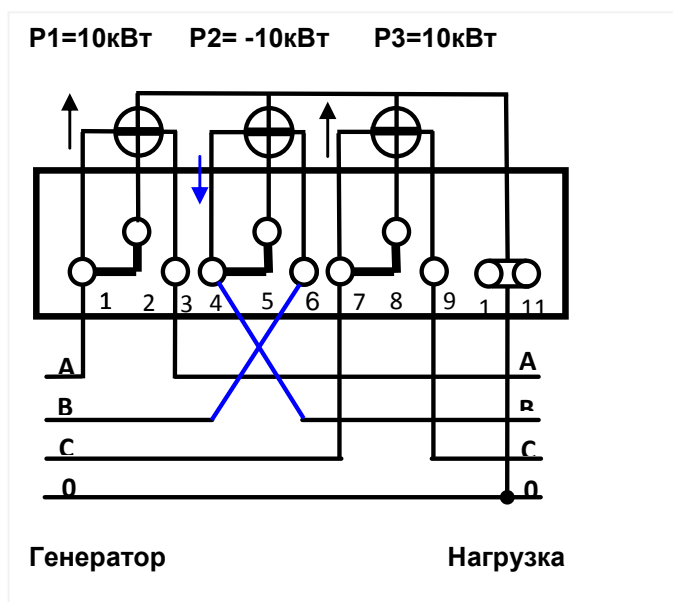 P1=10кВт P2= -10кВт P3=10кВт
1 2 3 4 5 6 7 8 9 1 11
A A
B B
C C
0 0
Генератор Нагрузка